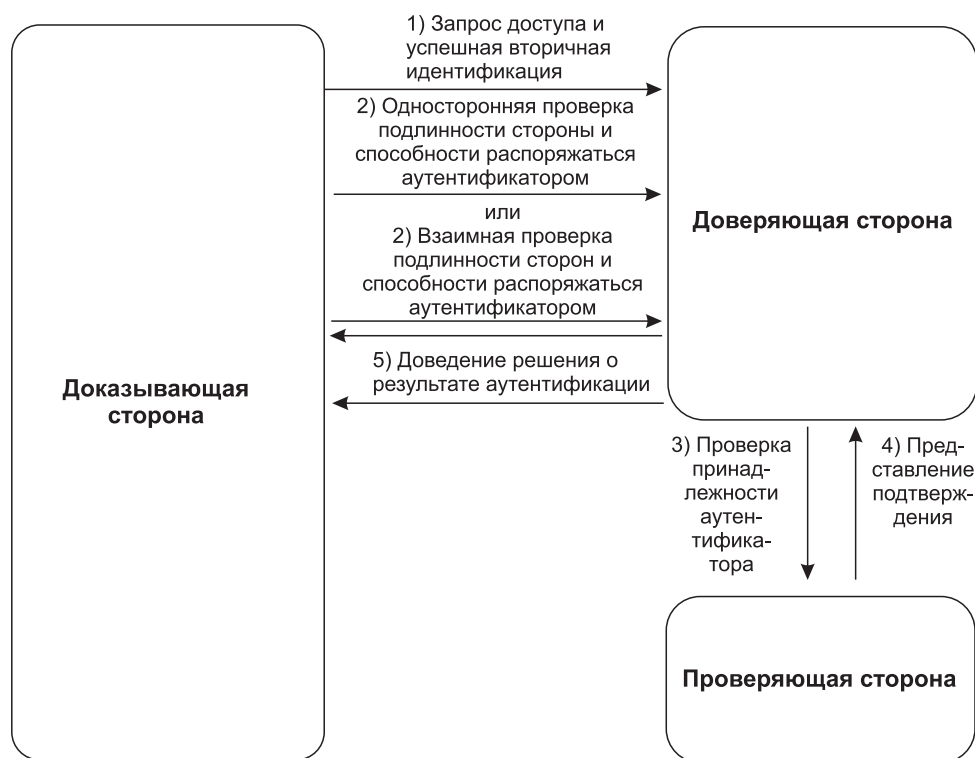 1) Запрос доступа и
успешная вторичная
идентификация
2) Односторонняя проверка
подлинности стороны и
способности распоряжаться
аутентификатором
или
2) Взаимная проверка
подлинности сторон и
способности распоряжаться
аутентификатором
5) Доведение решения о
результате аутентификации
Доказывающая
сторона
Доверяющая сторона
3) Проверка
принад-
лежности
аутен-
тифика-
тора
4) Пред-
ставление
подтверж-
дения
Проверяющая сторона